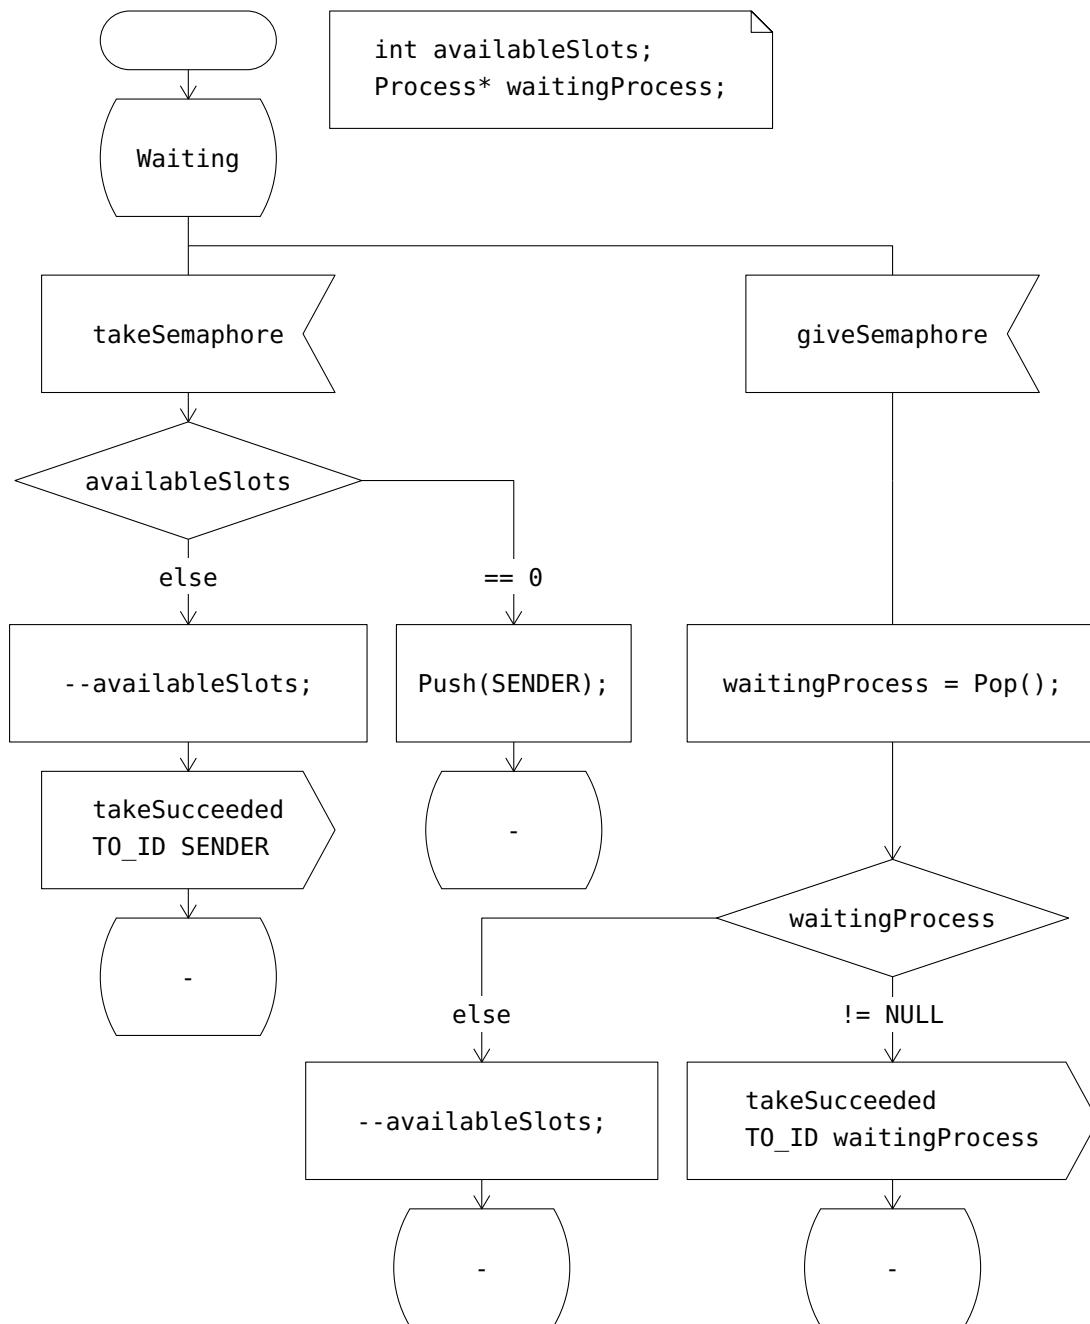 int availableSlots;
Process* waitingProcess;
Waiting
takeSemaphore
giveSemaphore
availableSlots
else
== 0
--availableSlots;
Push(SENDER);
waitingProcess = Pop();
takeSucceeded
TO_ID SENDER
-
waitingProcess
-
else
!= NULL
--availableSlots;
takeSucceeded
TO_ID waitingProcess
-
-